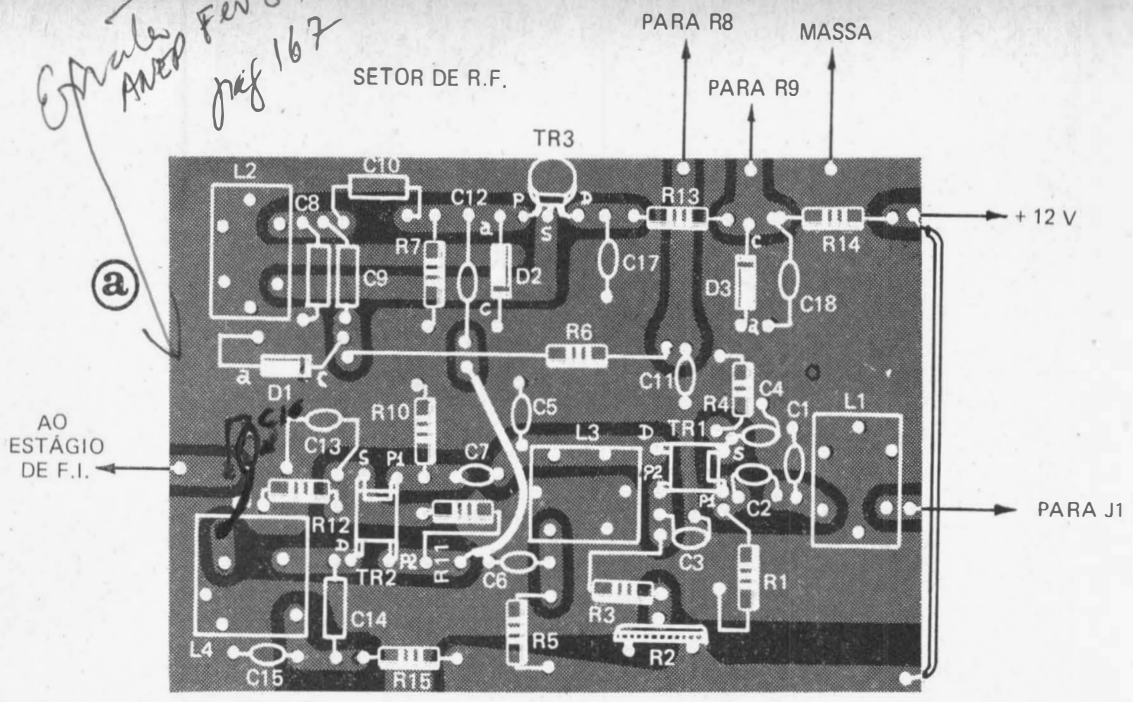 ANEP Fev
pag 167
SETOR DE R.F.
PARA R8
MASSA
PARA R9
TR3
L2
C10
C8
C12
P
D
S
a
R13
+ 12 V
R14
R7
C9
D2
C17
c
D3
C18
a
c
a
R6
a
D1
c
C11
R4
C4
C1
L1
R10
C5
AO
ESTÁGIO
DE F.I.
C16
C13
S
P1
C7
L3
D
TR1
S
P2
P1
C2
R12
R11
C3
PARA J1
D
TR2
P2
C6
R1
R3
C14
R5
R2
L4
C15
R15